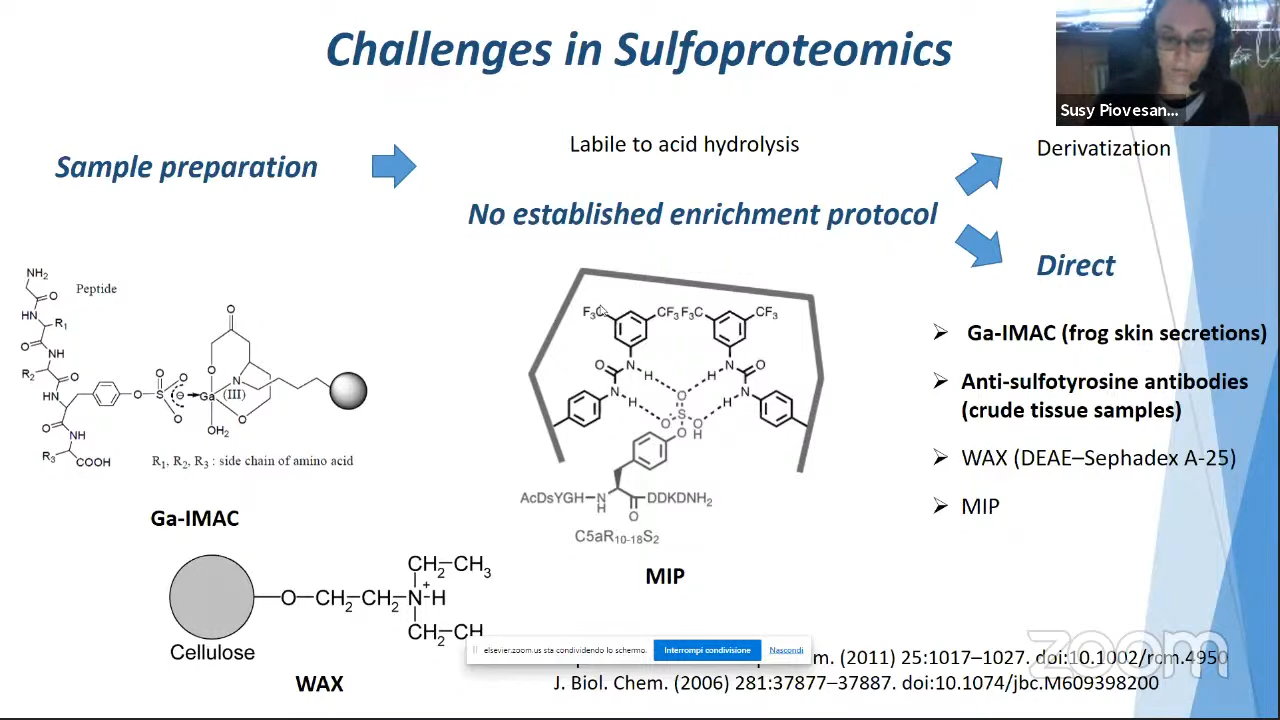 Challenges in Sulfoproteomics
Susy Piovesan...
Labile to acid hydrolysis
Derivatization
Sample preparation
No established enrichment protocol
Direct
NH2
Peptide
O
HN
R1
O
NH
R2
O
HN
O
O
S
O
O
⊖
O
NH
R3
COOH
O
O
N
Ga
(III)
O
OH2
R1, R2, R3 : side chain of amino acid
Ga-IMAC
F3C
CF3
F3C
CF3
O
N
H
N
H
H
N
O
H
N
O
O
S
O
H
O
AcDsYGH
N
H
O
DDKDNH2
C5aR10-18S2
MIP
➢ Ga-IMAC (frog skin secretions)
➢ Anti-sulfotyrosine antibodies
(crude tissue samples)
➢ WAX (DEAE–Sephadex A-25)
➢ MIP
CH2–CH3
O–CH2–CH2–N+–H
CH2–CH
Cellulose
WAX
elsevier.zoom.us sta condividendo lo schermo.
Interrompi condivisione
Nascondi
zoom
m. (2011) 25:1017–1027. doi:10.1002/rcm.4950
J. Biol. Chem. (2006) 281:37877–37887. doi:10.1074/jbc.M609398200